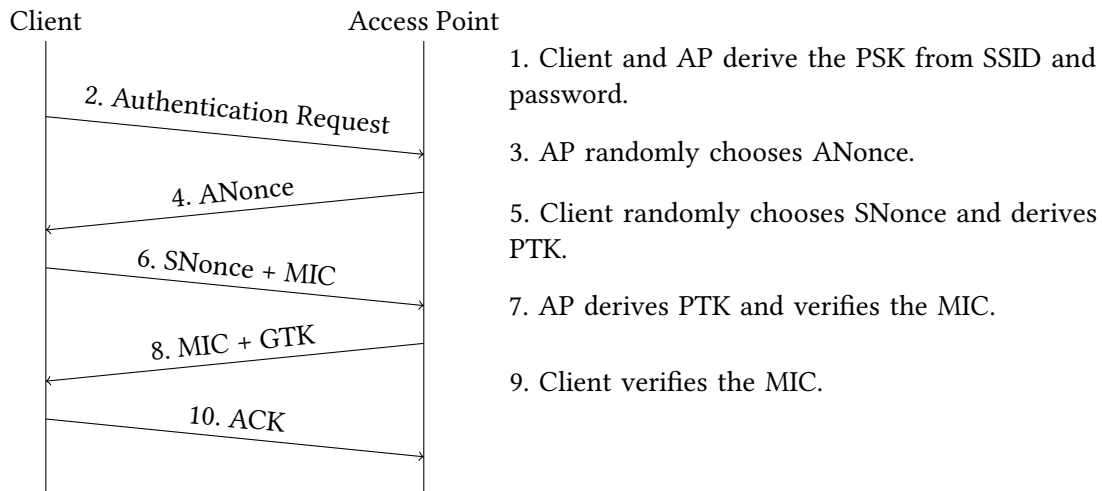 Client
Access Point
1. Client and AP derive the PSK from SSID and
password.
2. Authentication Request
3. AP randomly chooses ANonce.
4. ANonce
5. Client randomly chooses SNonce and derives
PTK.
6. SNonce + MIC
7. AP derives PTK and verifies the MIC.
8. MIC + GTK
9. Client verifies the MIC.
10. ACK